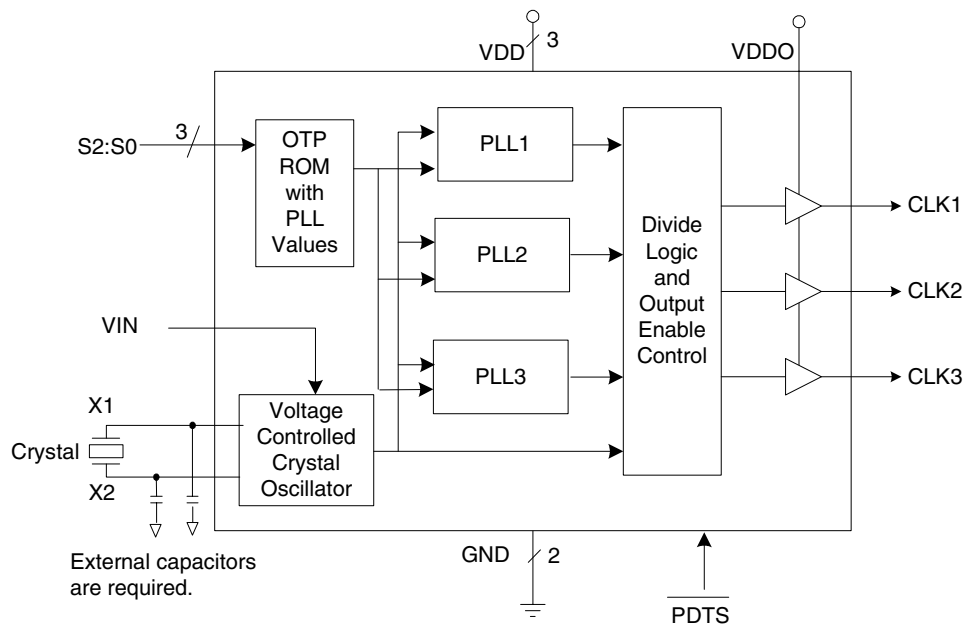 VDD
3
VDDO
S2:S0
3
OTP
ROM
with
PLL
Values
PLL1
PLL2
PLL3
Divide
Logic
and
Output
Enable
Control
CLK1
CLK2
CLK3
VIN
X1
Crystal
X2
Voltage
Controlled
Crystal
Oscillator
External capacitors
are required.
GND
2
PDTS